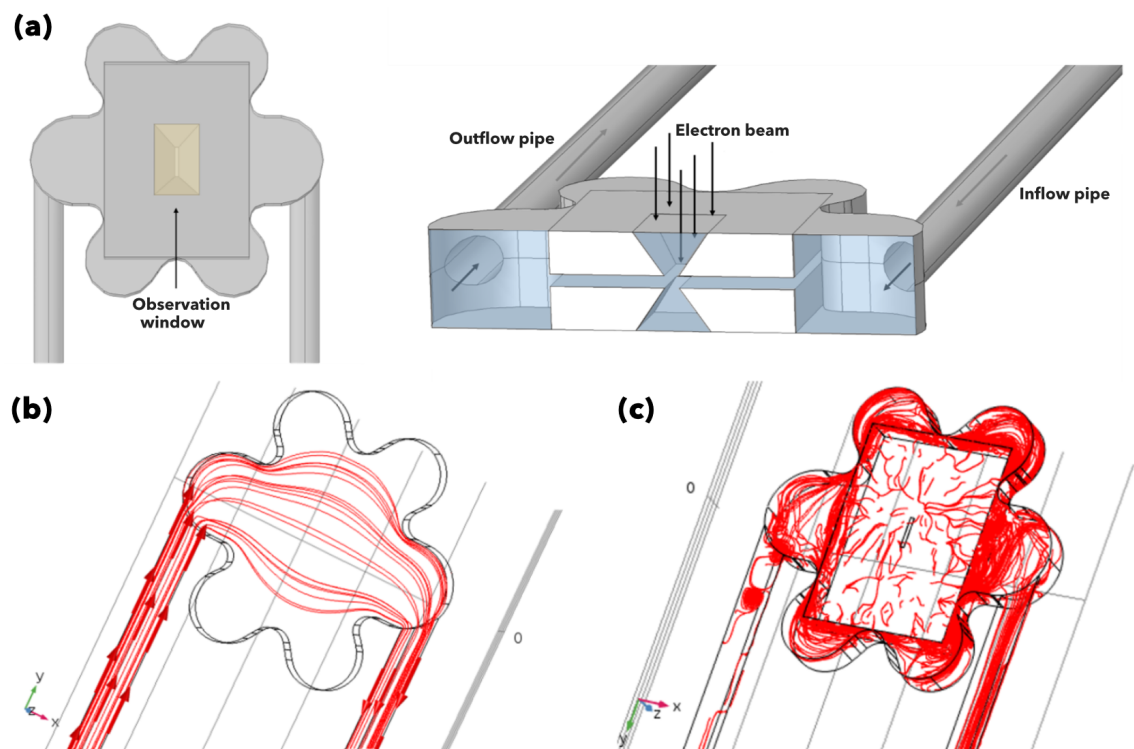 (a)
Outflow pipe
Electron beam
Inflow pipe
Observation
window
(b)
0
y
z
x
(c)
0
x
z
y